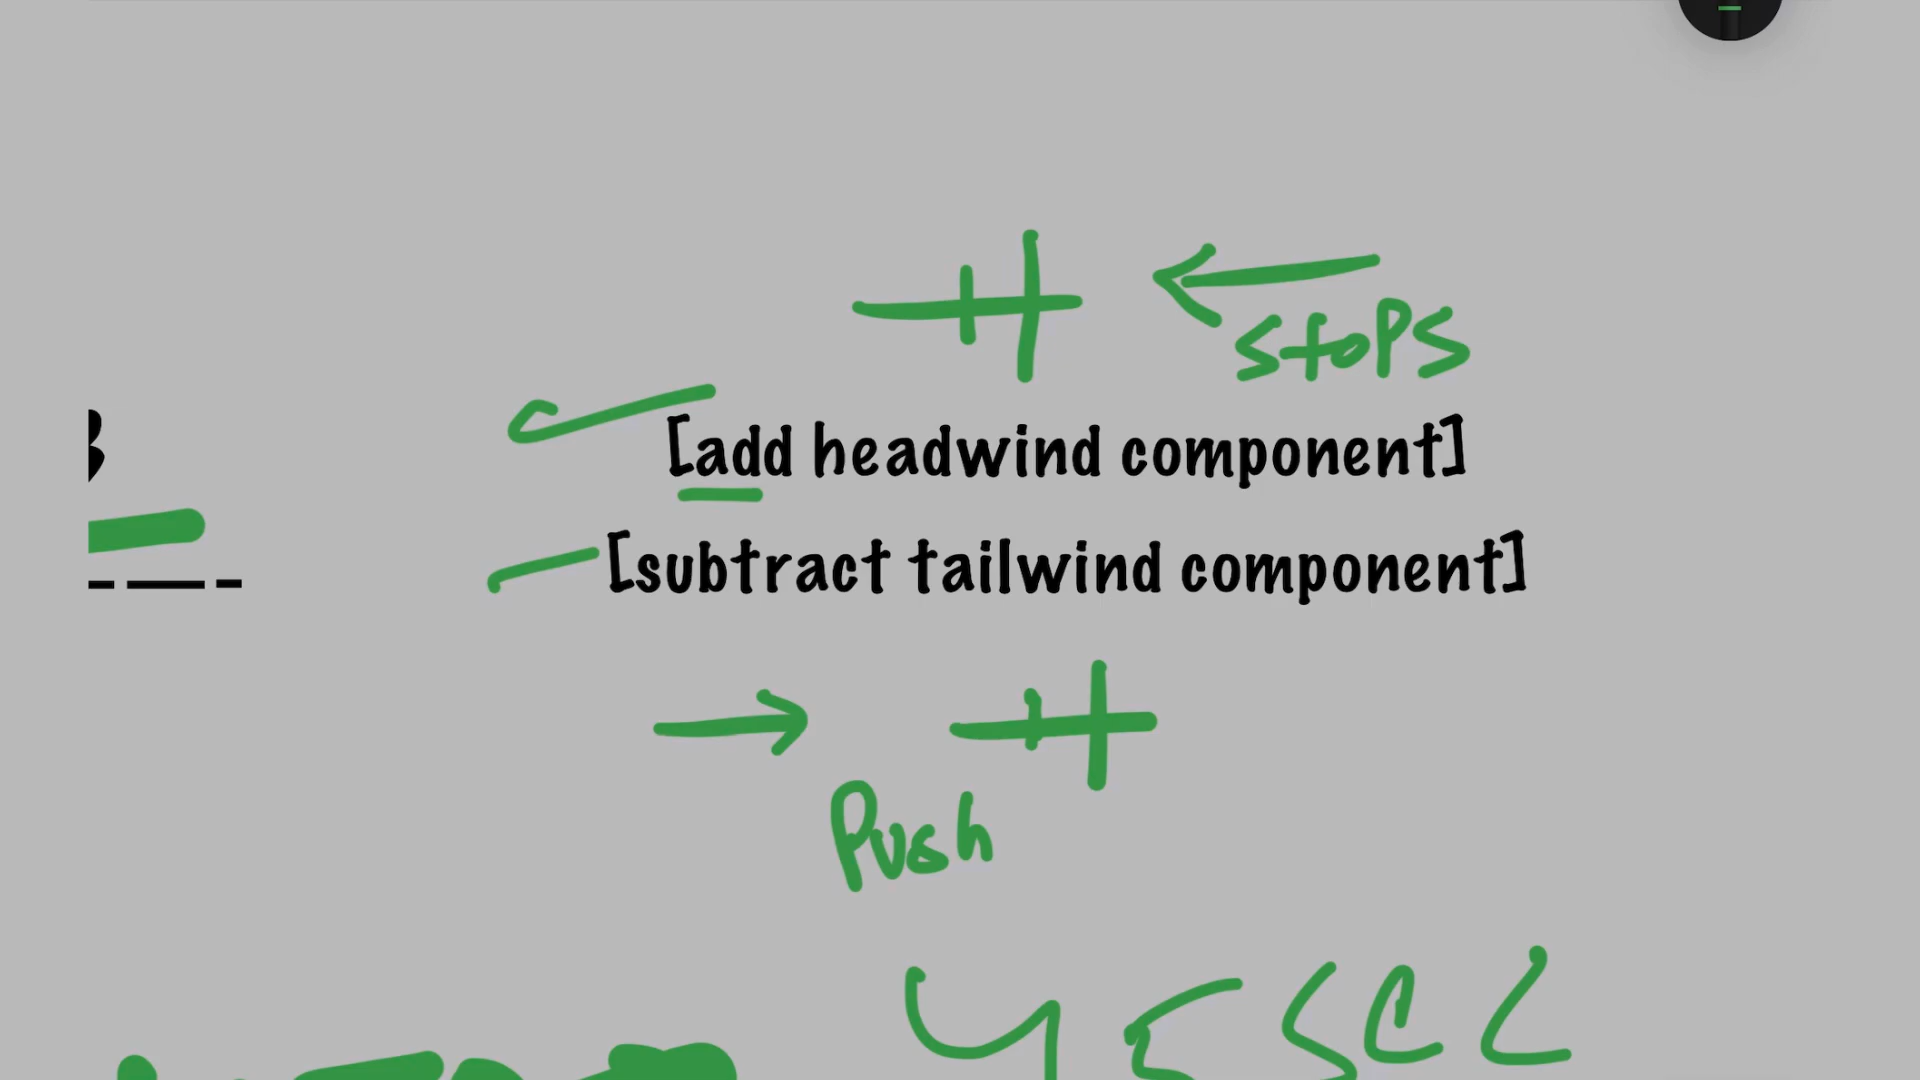 stops
[add headwind component]
[subtract tailwind component]
Push